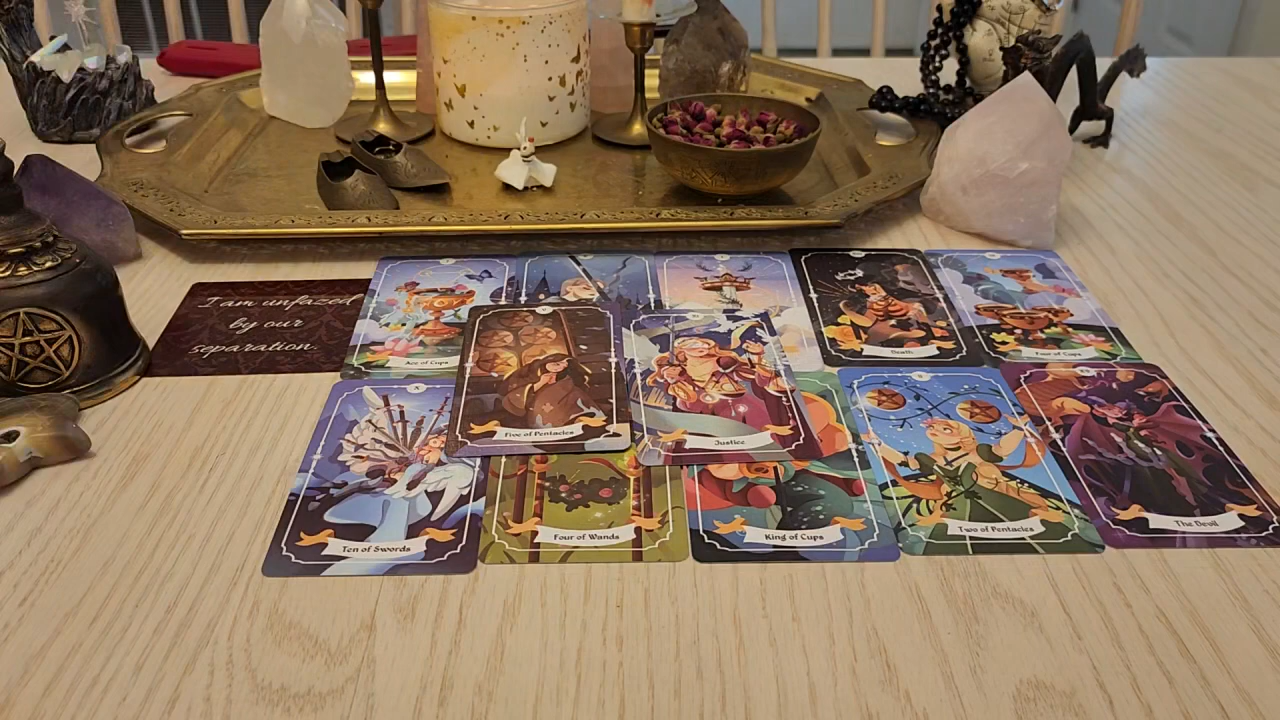 I am unfazed
by our
separation.
Ace of Cups
Death
Four of Cups
Five of Pentacles
Justice
Ten of Swords
Four of Wands
King of Cups
Two of Pentacles
The Devil